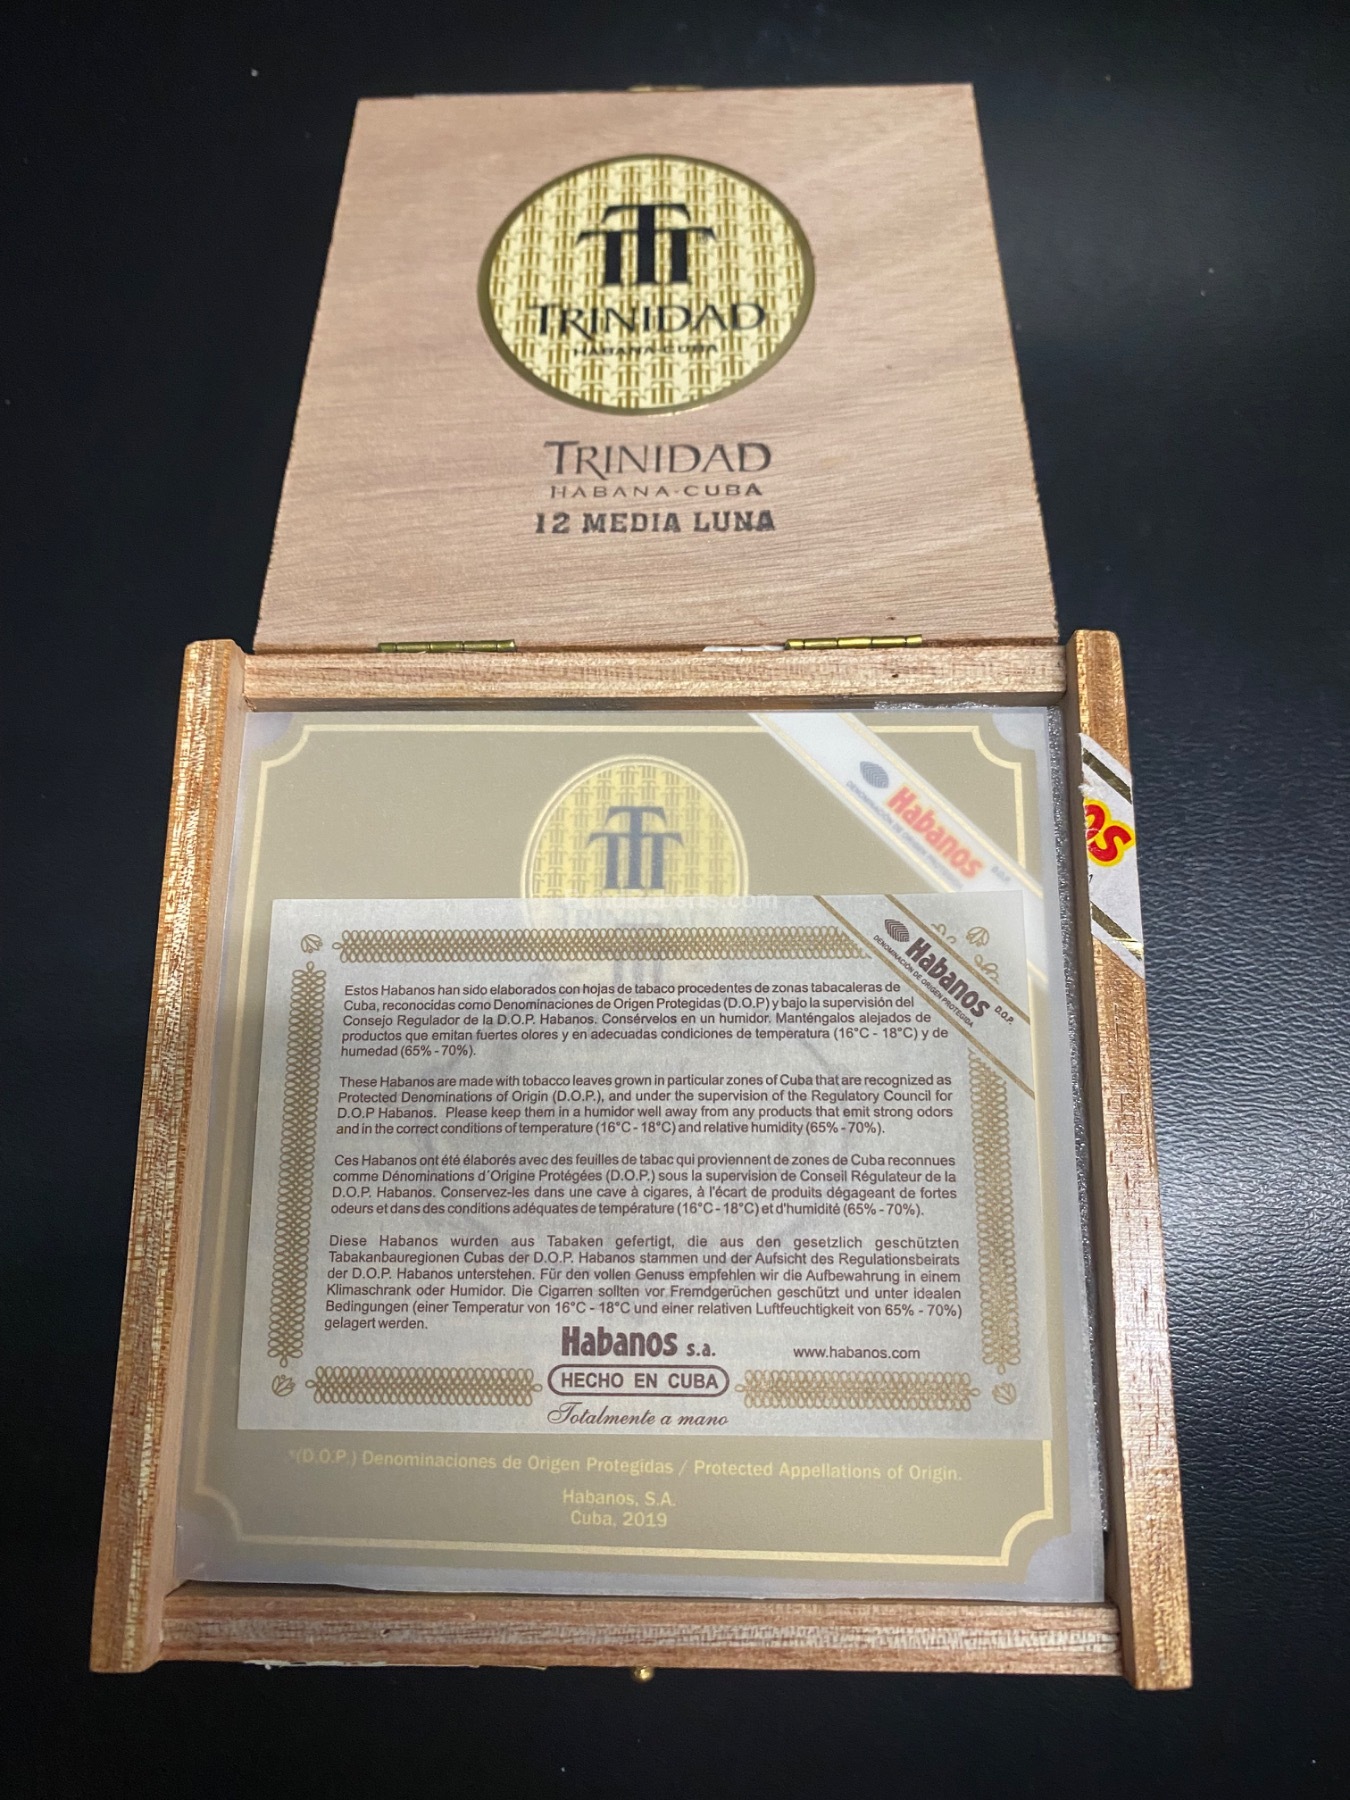 TRINIDAD
HABANA-CUBA
TRINIDAD
HABANA-CUBA
12 MEDIA LUNA
Habanos
DENOMINACIÓN DE ORIGEN PROTEGIDA
D.O.P.
os
TRINIDAD
Habanos
DENOMINACIÓN DE ORIGEN PROTEGIDA
D.O.P.
Estos Habanos han sido elaborados con hojas de tabaco procedentes de zonas tabacaleras de
Cuba, reconocidas como Denominaciones de Origen Protegidas (D.O.P) y bajo la supervisión del
Consejo Regulador de la D.O.P. Habanos. Consérvelos en un humidor. Manténgalos alejados de
productos que emitan fuertes olores y en adecuadas condiciones de temperatura (16°C - 18°C) y de
humedad (65% - 70%).
These Habanos are made with tobacco leaves grown in particular zones of Cuba that are recognized as
Protected Denominations of Origin (D.O.P.), and under the supervision of the Regulatory Council for
D.O.P Habanos. Please keep them in a humidor well away from any products that emit strong odors
and in the correct conditions of temperature (16°C - 18°C) and relative humidity (65% - 70%).
Ces Habanos ont été élaborés avec des feuilles de tabac qui proviennent de zones de Cuba reconnues
comme Dénominations d'Origine Protégées (D.O.P.) sous la supervision de Conseil Régulateur de la
D.O.P. Habanos. Conservez-les dans une cave à cigares, à l'écart de produits dégageant de fortes
odeurs et dans des conditions adéquates de température (16°C - 18°C) et d'humidité (65% - 70%).
Diese Habanos wurden aus Tabaken gefertigt, die aus den gesetzlich geschützten
Tabakanbauregionen Cubas der D.O.P. Habanos stammen und der Aufsicht des Regulationsbeirats
der D.O.P. Habanos unterstehen. Für den vollen Genuss empfehlen wir die Aufbewahrung in einem
Klimaschrank oder Humidor. Die Cigarren sollten vor Fremdgerüchen geschützt und unter idealen
Bedingungen (einer Temperatur von 16°C - 18°C und einer relativen Luftfeuchtigkeit von 65% - 70%)
gelagert werden.
Habanos s.a.
www.habanos.com
HECHO EN CUBA
Totalmente a mano
*(D.O.P.) Denominaciones de Origen Protegidas / Protected Appellations of Origin.
Habanos, S.A.
Cuba, 2019